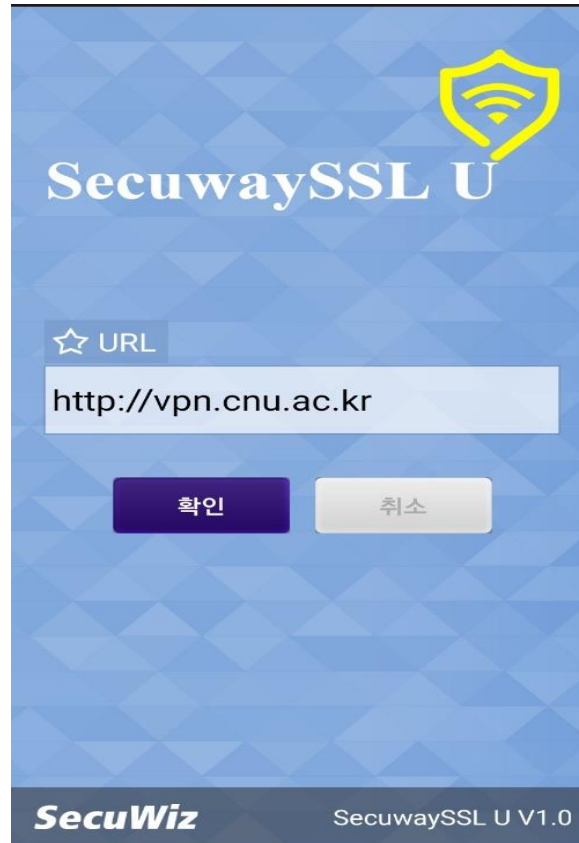 SecuwaySSL U
☆ URL
http://vpn.cnu.ac.kr
확인 취소
SecuWiz SecuwaySSL U V1.0